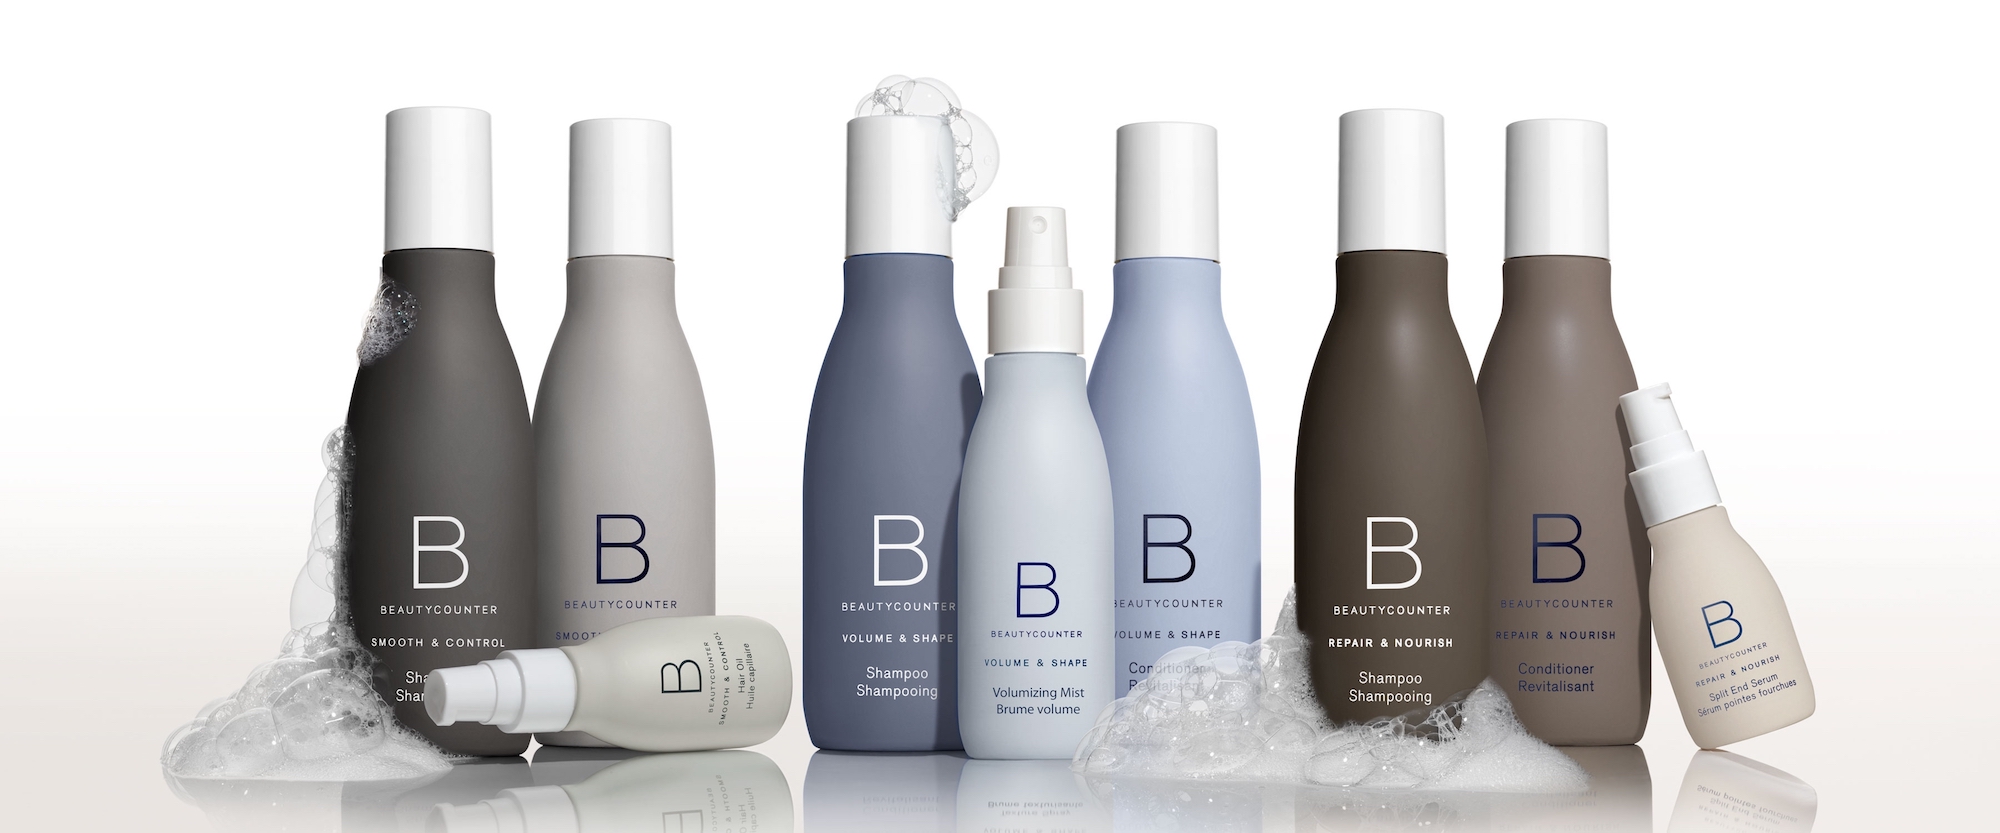 B
BEAUTYCOUNTER
SMOOTH & CONTROL
B
BEAUTYCOUNTER
B
BEAUTYCOUNTER
SMOOTH & CONTROL
Hair Oil
Huile capillaire
B
BEAUTYCOUNTER
VOLUME & SHAPE
Shampoo
Shampooing
B
BEAUTYCOUNTER
VOLUME & SHAPE
Volumizing Mist
Brume volume
B
BEAUTYCOUNTER
VOLUME & SHAPE
Conditioner
B
BEAUTYCOUNTER
REPAIR & NOURISH
Shampoo
Shampooing
B
BEAUTYCOUNTER
REPAIR & NOURISH
Conditioner
Revitalisant
B
BEAUTYCOUNTER
REPAIR & NOURISH
Split End Serum
Sérum pointes fourchues